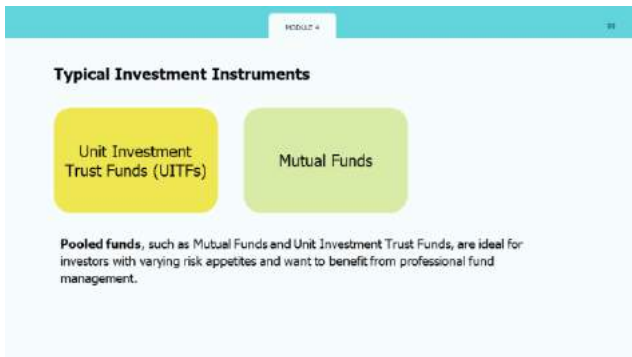 MODULE 4
Typical Investment Instruments
Unit Investment
Trust Funds (UITFs)
Mutual Funds
Pooled funds, such as Mutual Funds and Unit Investment Trust Funds, are ideal for
investors with varying risk appetites and want to benefit from professional fund
management.